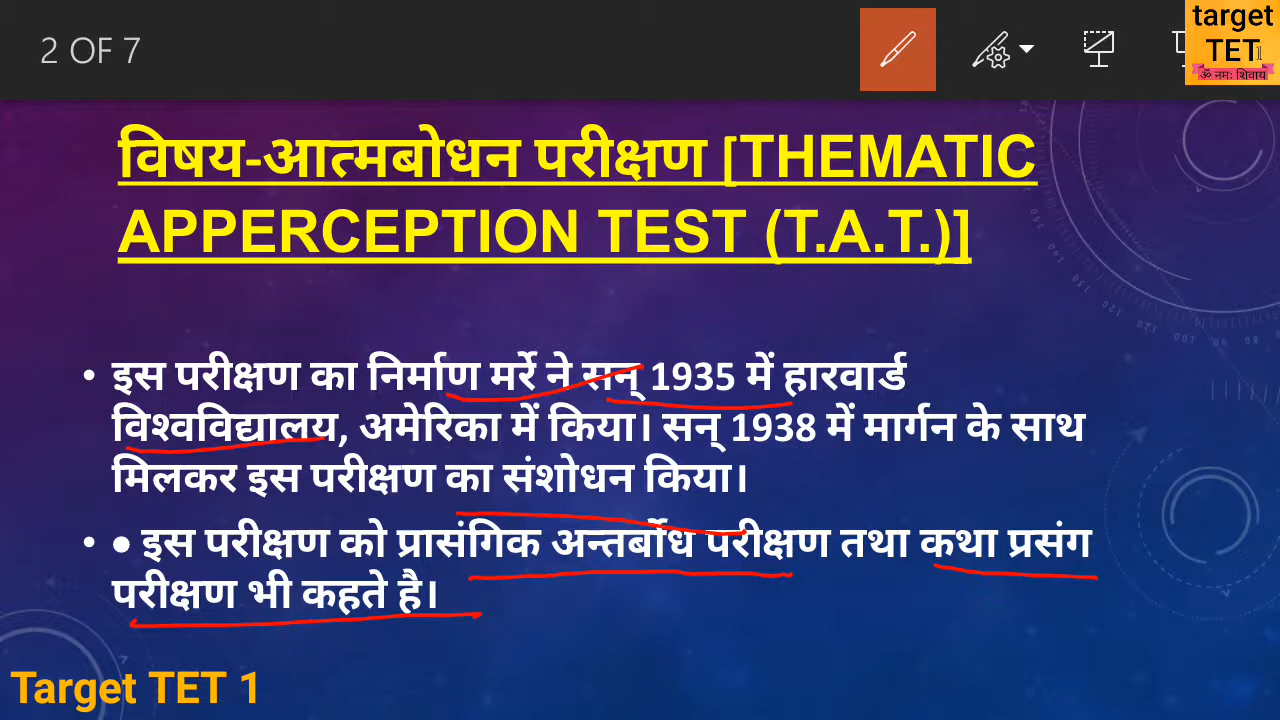 2 OF 7
target
TET1
ॐ नमः शिवाय
विषय-आत्मबोधन परीक्षण [THEMATIC
APPERCEPTION TEST (T.A.T.)]
• इस परीक्षण का निर्माण मर्रे ने सन् 1935 में हारवार्ड
विश्वविद्यालय, अमेरिका में किया। सन् 1938 में मार्गन के साथ
मिलकर इस परीक्षण का संशोधन किया।
• ● इस परीक्षण को प्रासंगिक अन्तर्बोध परीक्षण तथा कथा प्रसंग
परीक्षण भी कहते है।
Target TET 1